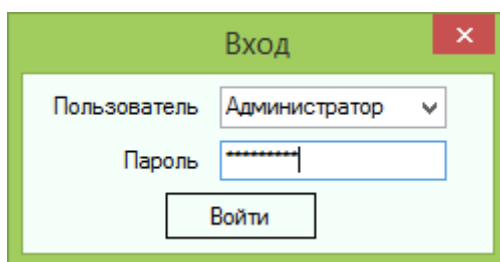 Вход
Пользователь Администратор
Пароль *********
Войти